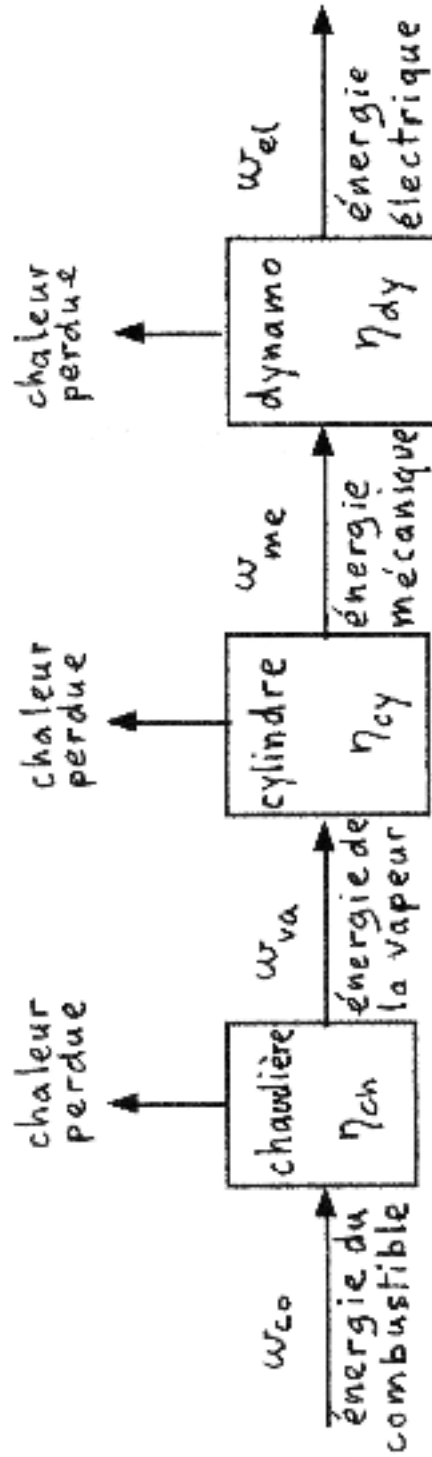 chaleur
perdue
chaleur
perdue
chaleur
perdue
w_co
énergie du
combustible
chaudière
η_ch
w_va
énergie de
la vapeur
cylindre
η_cy
w_me
énergie
mécanique
dynamo
η_dy
w_el
énergie
électrique